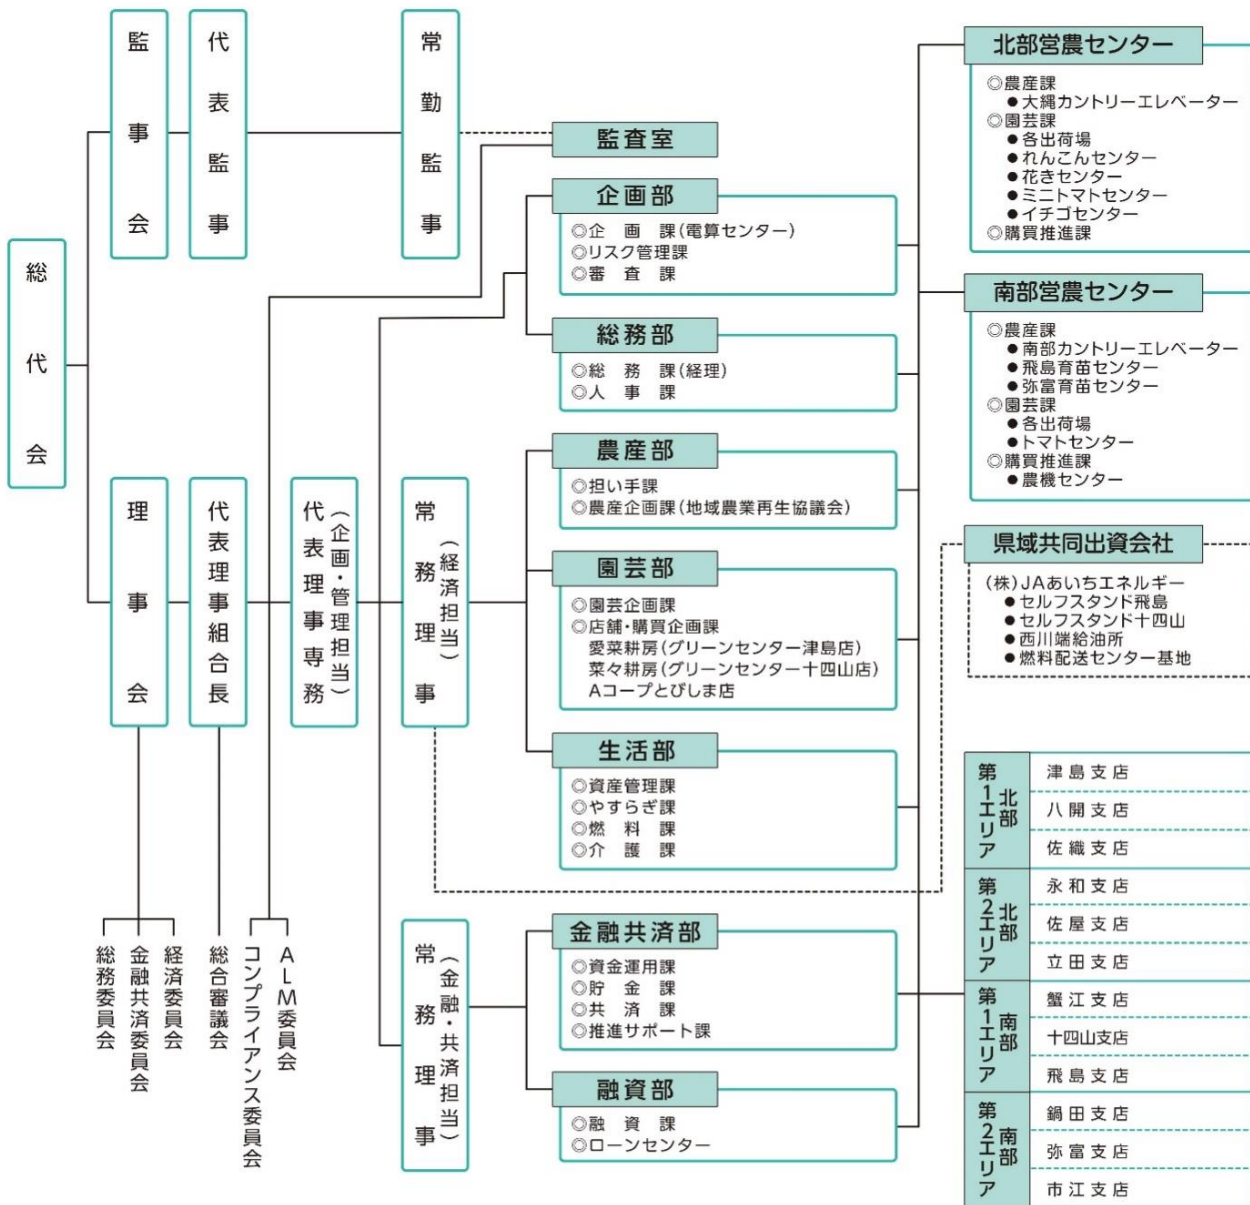 総代会
監事会
代表監事
常勤監事
理事会
代表理事組合長
代表理事専務
(企画・管理担当)
常務理事
(経済担当)
常務理事
(金融・共済担当)
総務委員会
金融共済委員会
経済委員会
総合審議会
コンプライアンス委員会
ALM委員会
監査室
企画部
◎企　画　課(電算センター)
◎リスク管理課
◎審　査　課
総務部
◎総　務　課(経理)
◎人　事　課
農産部
◎担い手課
◎農産企画課(地域農業再生協議会)
園芸部
◎園芸企画課
◎店舗・購買企画課
愛菜耕房(グリーンセンター津島店)
菜々耕房(グリーンセンター十四山店)
Aコープとびしま店
生活部
◎資産管理課
◎やすらぎ課
◎燃　料　課
◎介　護　課
金融共済部
◎資金運用課
◎貯　金　課
◎共　済　課
◎推進サポート課
融資部
◎融　資　課
◎ローンセンター
北部営農センター
◎農産課
●大縄カントリーエレベーター
◎園芸課
●各出荷場
●れんこんセンター
●花きセンター
●ミニトマトセンター
●イチゴセンター
◎購買推進課
南部営農センター
◎農産課
●南部カントリーエレベーター
●飛島育苗センター
●弥富育苗センター
◎園芸課
●各出荷場
●トマトセンター
◎購買推進課
●農機センター
県域共同出資会社
(株)JAあいちエネルギー
●セルフスタンド飛島
●セルフスタンド十四山
●西川端給油所
●燃料配送センター基地
北部
第1エリア
津島支店
八開支店
佐織支店
北部
第2エリア
永和支店
佐屋支店
立田支店
南部
第1エリア
蟹江支店
十四山支店
飛島支店
南部
第2エリア
鍋田支店
弥富支店
市江支店